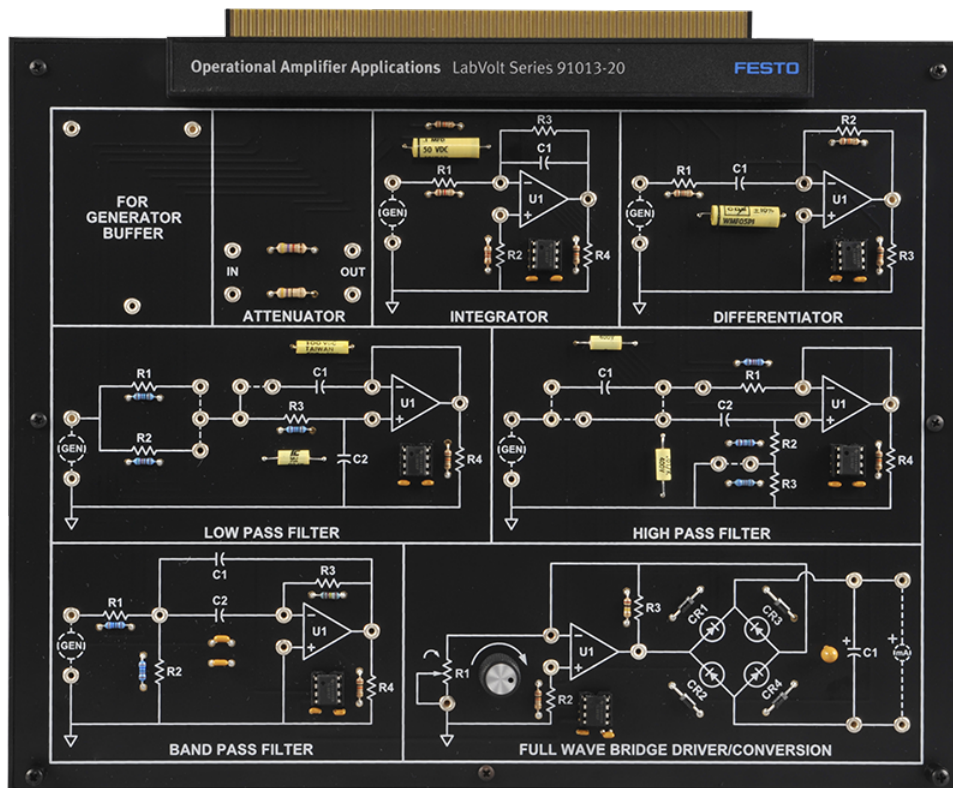 Operational Amplifier Applications LabVolt Series 91013-20
FESTO
FOR
GENERATOR
BUFFER
IN
OUT
ATTENUATOR
R3
C1
50 VDC
R1
GEN
U1
R2
R4
INTEGRATOR
R2
R1
C1
±10%
WMF05P1
GEN
U1
R3
DIFFERENTIATOR
TAIWAN
R1
C1
R3
U1
GEN
R2
C2
R4
LOW PASS FILTER
C1
R1
C2
U1
GEN
R2
R3
R4
HIGH PASS FILTER
C1
R3
R1
C2
U1
GEN
R2
R4
BAND PASS FILTER
R3
CR1
CR3
U1
R1
R2
CR2
CR4
+
C1
+
mA
FULL WAVE BRIDGE DRIVER/CONVERSION